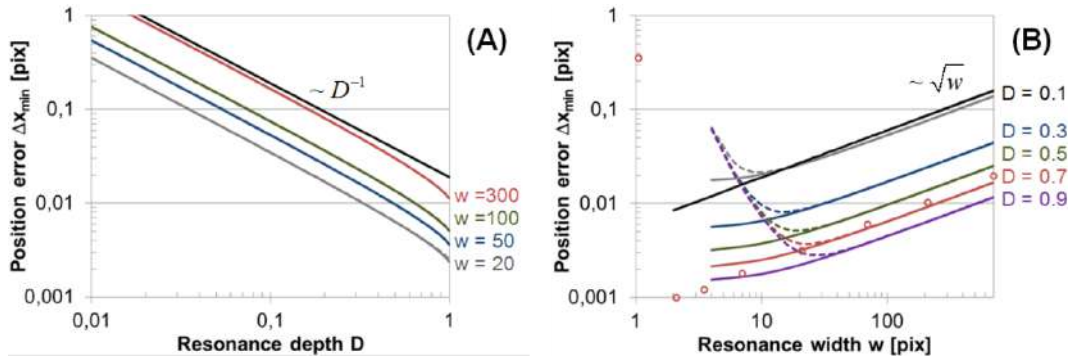 (A)
Position error Δx_min [pix]
1
0,1
0,01
0,001
~ D⁻¹
w =300
w =100
w = 50
w = 20
0,01
0,1
1
Resonance depth D
(B)
Position error Δx_min [pix]
1
0,1
0,01
0,001
~ √w
D = 0.1
D = 0.3
D = 0.5
D = 0.7
D = 0.9
1
10
100
Resonance width w [pix]